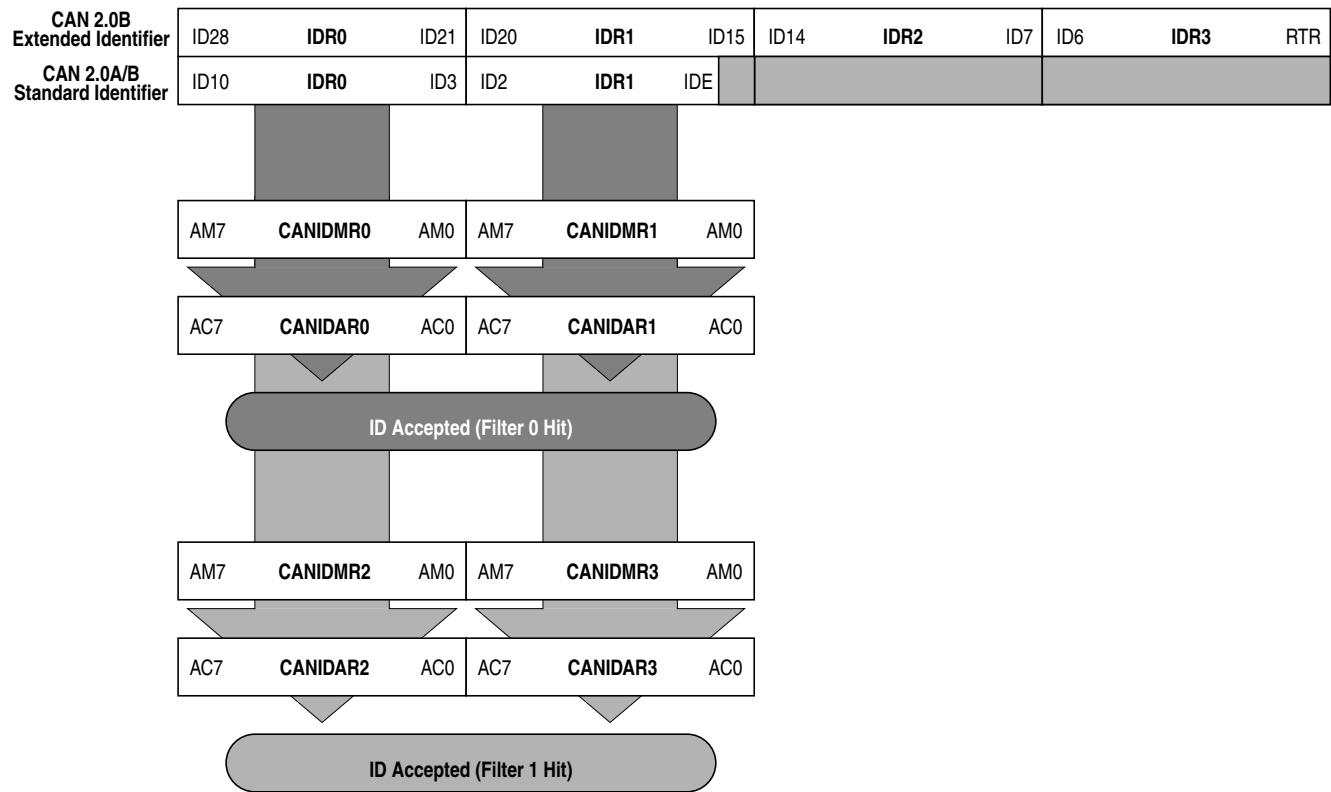 CAN 2.0B
Extended Identifier
ID28 IDR0 ID21 ID20 IDR1 ID15 ID14 IDR2 ID7 ID6 IDR3 RTR
CAN 2.0A/B
Standard Identifier
ID10 IDR0 ID3 ID2 IDR1 IDE
AM7 CANIDMR0 AM0 AM7 CANIDMR1 AM0
AC7 CANIDAR0 AC0 AC7 CANIDAR1 AC0
ID Accepted (Filter 0 Hit)
AM7 CANIDMR2 AM0 AM7 CANIDMR3 AM0
AC7 CANIDAR2 AC0 AC7 CANIDAR3 AC0
ID Accepted (Filter 1 Hit)